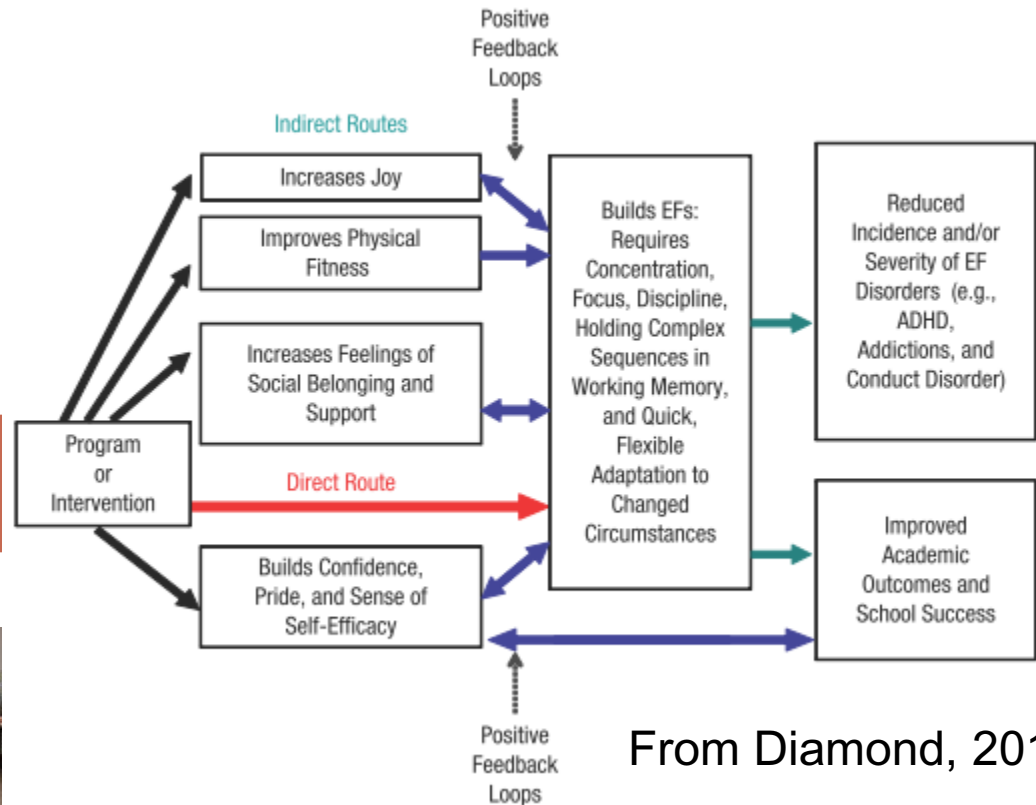 Positive
Feedback
Loops
Indirect Routes
Increases Joy
Improves Physical
Fitness
Increases Feelings of
Social Belonging and
Support
Program
or
Intervention
Direct Route
Builds Confidence,
Pride, and Sense of
Self-Efficacy
Builds EFs:
Requires
Concentration,
Focus, Discipline,
Holding Complex
Sequences in
Working Memory,
and Quick,
Flexible
Adaptation to
Changed
Circumstances
Reduced
Incidence and/or
Severity of EF
Disorders (e.g.,
ADHD,
Addictions, and
Conduct Disorder)
Improved
Academic
Outcomes and
School Success
Positive
Feedback
Loops
From Diamond,